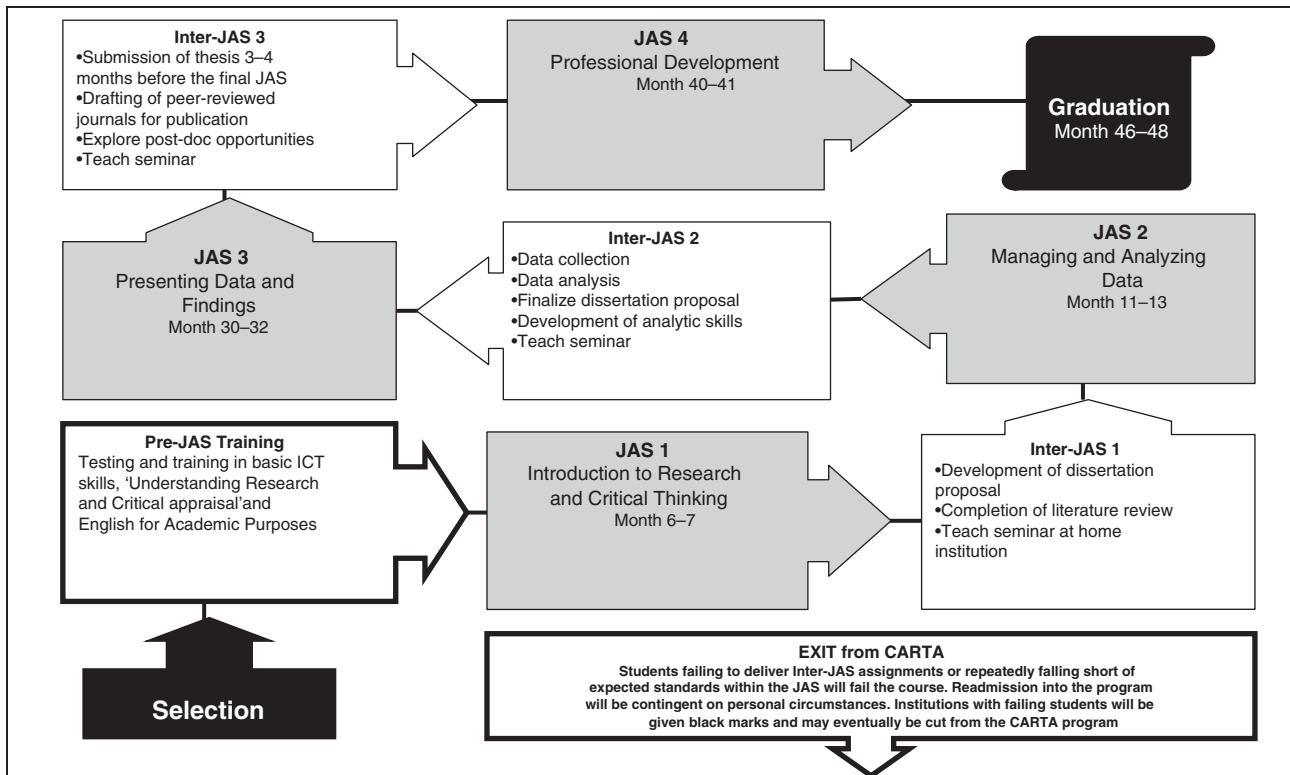 Inter-JAS 3
•Submission of thesis 3–4
months before the final JAS
•Drafting of peer-reviewed
journals for publication
•Explore post-doc opportunities
•Teach seminar
JAS 4
Professional Development
Month 40–41
Graduation
Month 46–48
JAS 3
Presenting Data and
Findings
Month 30–32
Inter-JAS 2
•Data collection
•Data analysis
•Finalize dissertation proposal
•Development of analytic skills
•Teach seminar
JAS 2
Managing and Analyzing
Data
Month 11–13
Pre-JAS Training
Testing and training in basic ICT
skills, ‘Understanding Research
and Critical appraisal’and
English for Academic Purposes
JAS 1
Introduction to Research
and Critical Thinking
Month 6–7
Inter-JAS 1
•Development of dissertation
proposal
•Completion of literature review
•Teach seminar at home
institution
Selection
EXIT from CARTA
Students failing to deliver Inter-JAS assignments or repeatedly falling short of
expected standards within the JAS will fail the course. Readmission into the program
will be contingent on personal circumstances. Institutions with failing students will be
given black marks and may eventually be cut from the CARTA program